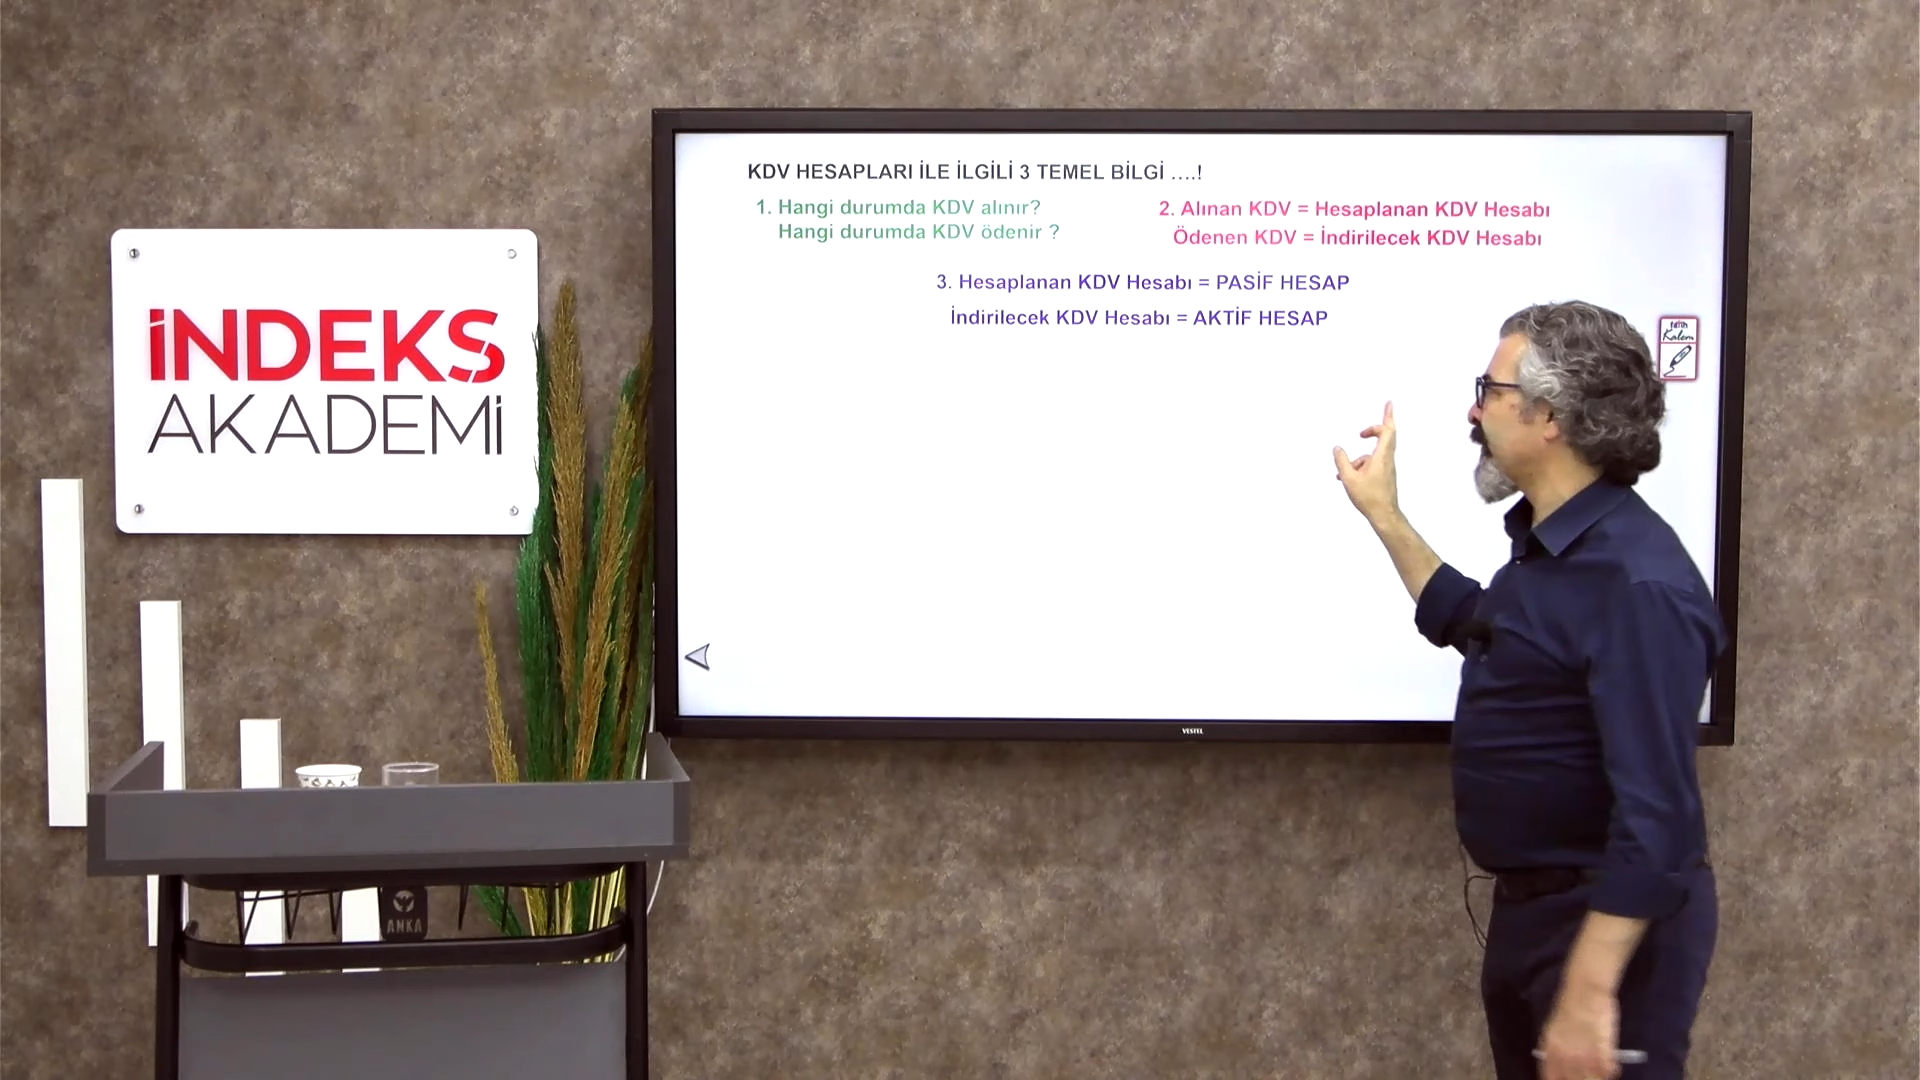 İNDEKS
AKADEMİ
KDV HESAPLARI İLE İLGİLİ 3 TEMEL BİLGİ ....!
1. Hangi durumda KDV alınır?
Hangi durumda KDV ödenir ?
2. Alınan KDV = Hesaplanan KDV Hesabı
Ödenen KDV = İndirilecek KDV Hesabı
3. Hesaplanan KDV Hesabı = PASİF HESAP
İndirilecek KDV Hesabı = AKTİF HESAP
fatih
Kalem
VESTEL
ANKA